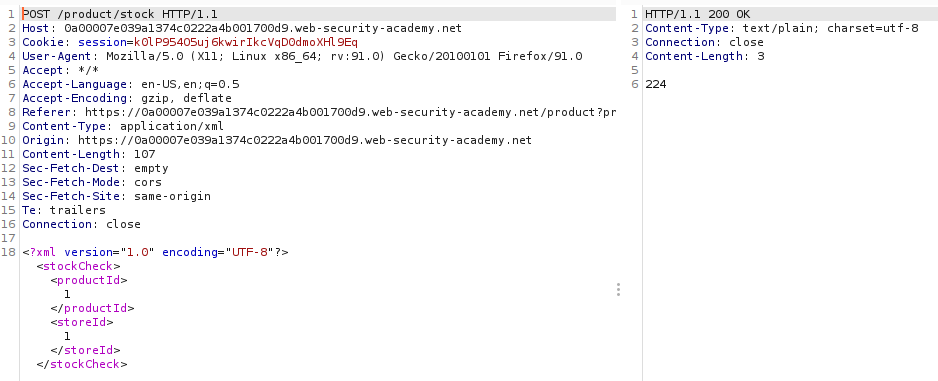 1 POST /product/stock HTTP/1.1
2 Host: 0a00007e039a1374c0222a4b001700d9.web-security-academy.net
3 Cookie: session=k0lP95405uj6kwirIkcVqD0dmoXHl9Eq
4 User-Agent: Mozilla/5.0 (X11; Linux x86_64; rv:91.0) Gecko/20100101 Firefox/91.0
5 Accept: */*
6 Accept-Language: en-US,en;q=0.5
7 Accept-Encoding: gzip, deflate
8 Referer: https://0a00007e039a1374c0222a4b001700d9.web-security-academy.net/product?pr
9 Content-Type: application/xml
10 Origin: https://0a00007e039a1374c0222a4b001700d9.web-security-academy.net
11 Content-Length: 107
12 Sec-Fetch-Dest: empty
13 Sec-Fetch-Mode: cors
14 Sec-Fetch-Site: same-origin
15 Te: trailers
16 Connection: close
17
18 <?xml version="1.0" encoding="UTF-8"?>
<stockCheck>
<productId>
1
</productId>
<storeId>
1
</storeId>
</stockCheck>
1 HTTP/1.1 200 OK
2 Content-Type: text/plain; charset=utf-8
3 Connection: close
4 Content-Length: 3
5
6 224